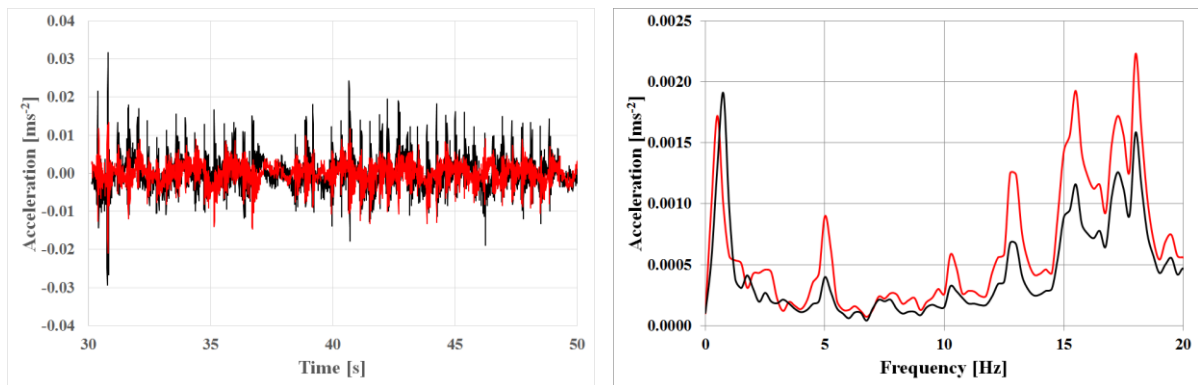 0.04
0.03
0.02
0.01
0.00
-0.01
-0.02
-0.03
-0.04
Acceleration [ms⁻²]
30 35 40 45 50
Time [s]
0.0025
0.0020
0.0015
0.0010
0.0005
0.0000
Acceleration [ms⁻²]
0 5 10 15 20
Frequency [Hz]